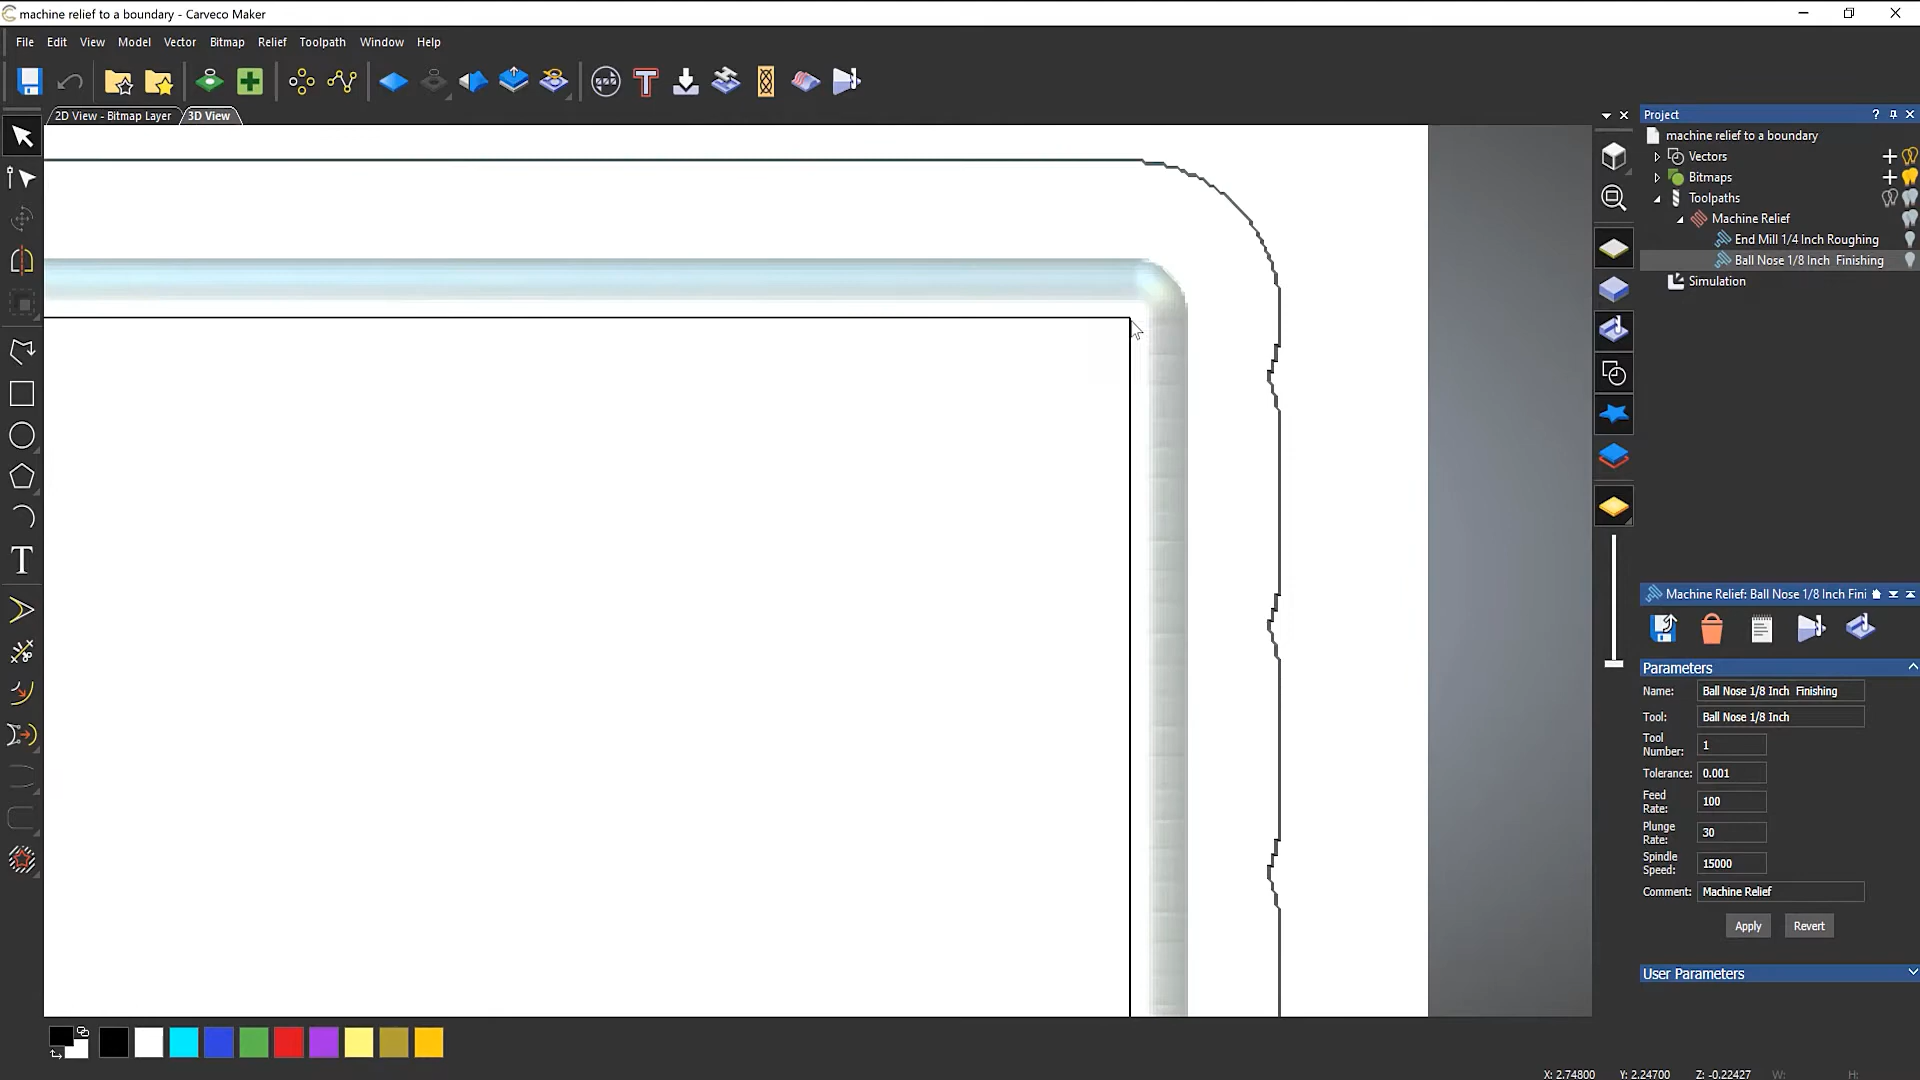 machine relief to a boundary - Carveco Maker
File Edit View Model Vector Bitmap Relief Toolpath Window Help
2D View - Bitmap Layer 3D View
Project
machine relief to a boundary
Vectors
Bitmaps
Toolpaths
Machine Relief
End Mill 1/4 Inch Roughing
Ball Nose 1/8 Inch  Finishing
Simulation
Machine Relief: Ball Nose 1/8 Inch Fini
Parameters
Name: Ball Nose 1/8 Inch  Finishing
Tool: Ball Nose 1/8 Inch
Tool Number: 1
Tolerance: 0.001
Feed Rate: 100
Plunge Rate: 30
Spindle Speed: 15000
Comment: Machine Relief
Apply Revert
User Parameters
X: 2.74800 Y: 2.24700 Z: -0.22427 W: H: